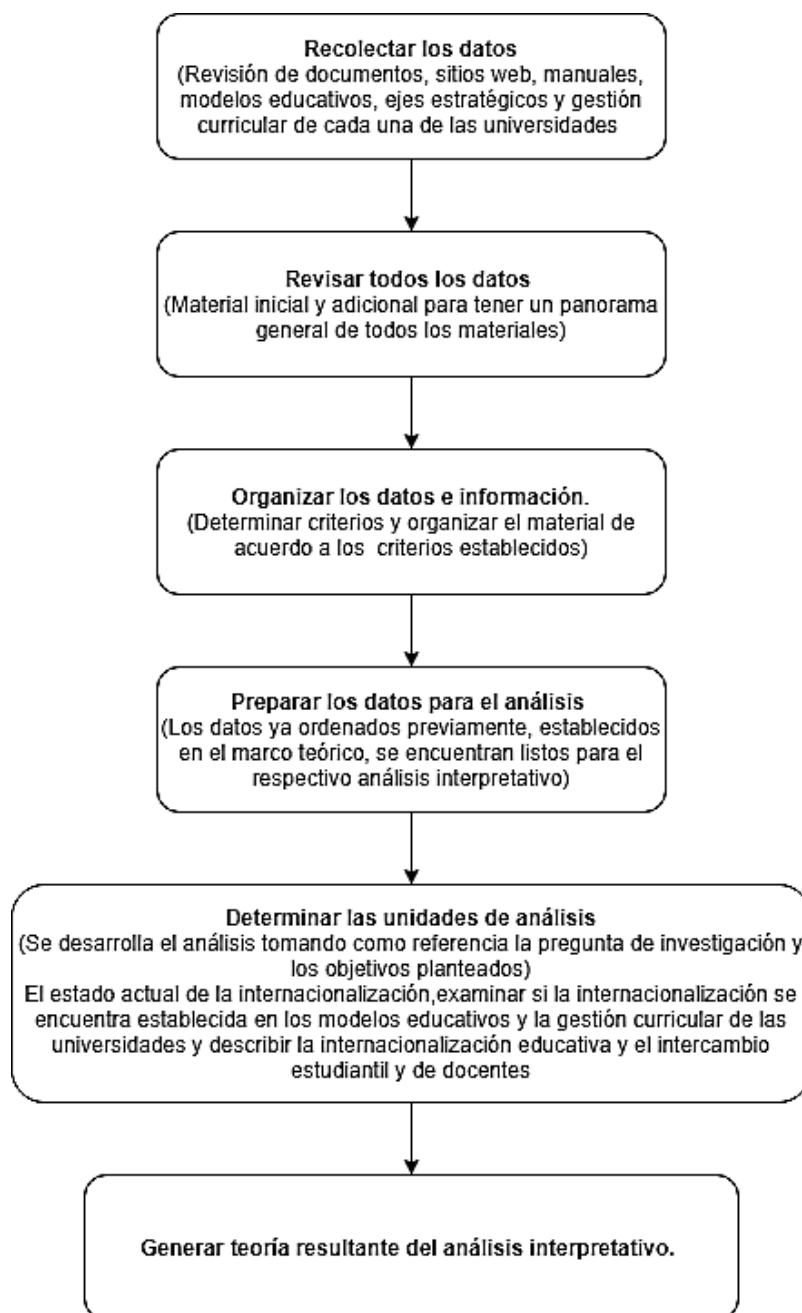 Recolectar los datos
(Revisión de documentos, sitios web, manuales,
modelos educativos, ejes estratégicos y gestión
curricular de cada una de las universidades
Revisar todos los datos
(Material inicial y adicional para tener un panorama
general de todos los materiales)
Organizar los datos e información.
(Determinar criterios y organizar el material de
acuerdo a los criterios establecidos)
Preparar los datos para el análisis
(Los datos ya ordenados previamente, establecidos
en el marco teórico, se encuentran listos para el
respectivo análisis interpretativo)
Determinar las unidades de análisis
(Se desarrolla el análisis tomando como referencia la pregunta de investigación y
los objetivos planteados)
El estado actual de la internacionalización,examinar si la internacionalización se
encuentra establecida en los modelos educativos y la gestión curricular de las
universidades y describir la internacionalización educativa y el intercambio
estudiantil y de docentes
Generar teoría resultante del análisis interpretativo.